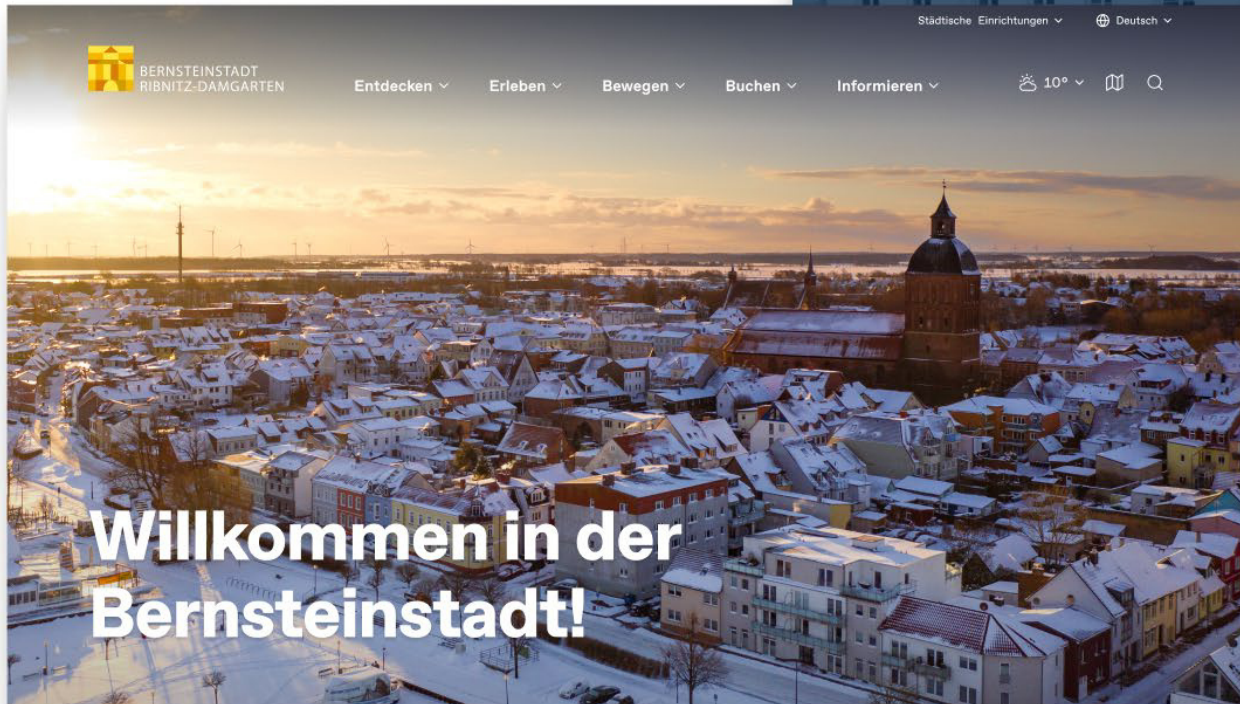 Städtische Einrichtungen
Deutsch
BERNSTEINSTADT
RIBNITZ-DAMGARTEN
Entdecken
Erleben
Bewegen
Buchen
Informieren
10°
Willkommen in der
Bernsteinstadt!